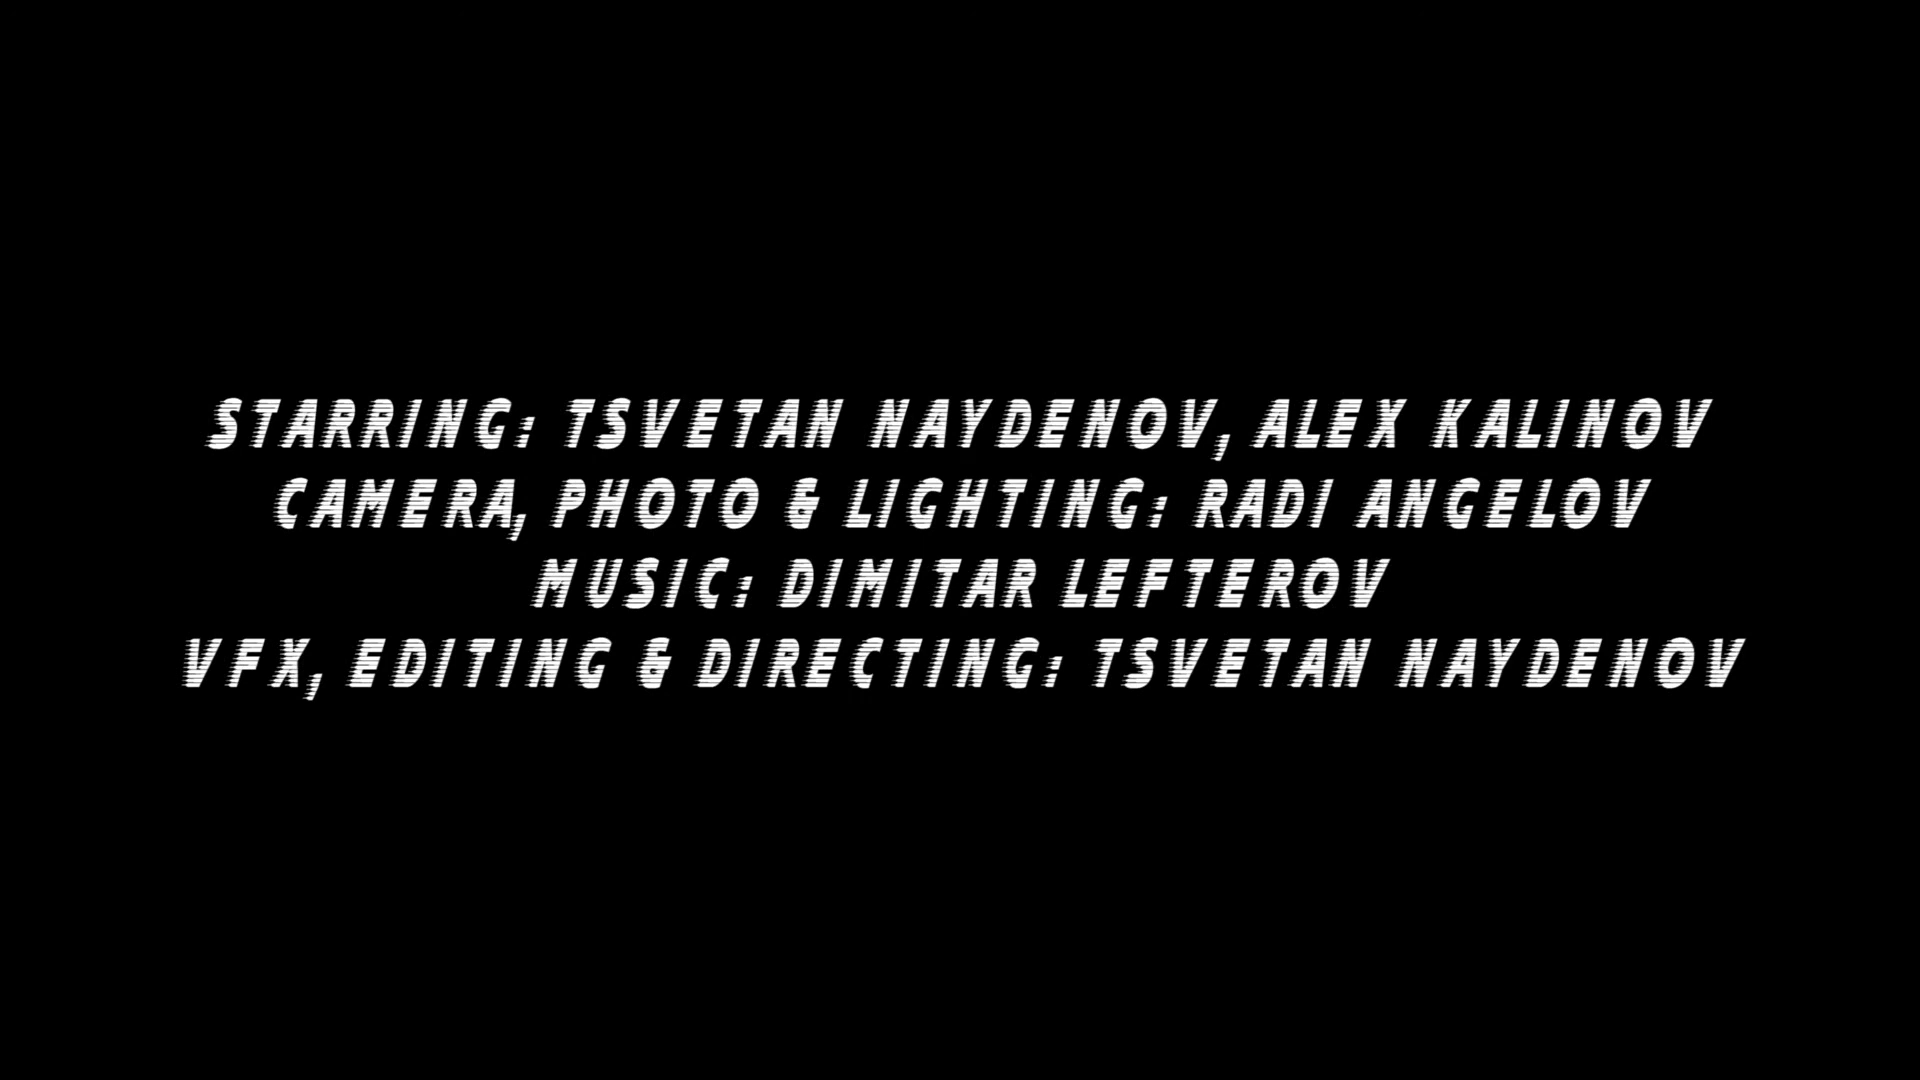 STARRING: TSVETAN NAYDENOV, ALEX KALINOV
CAMERA, PHOTO & LIGHTING: RADI ANGELOV
MUSIC: DIMITAR LEFTEROV
VFX, EDITING & DIRECTING: TSVETAN NAYDENOV